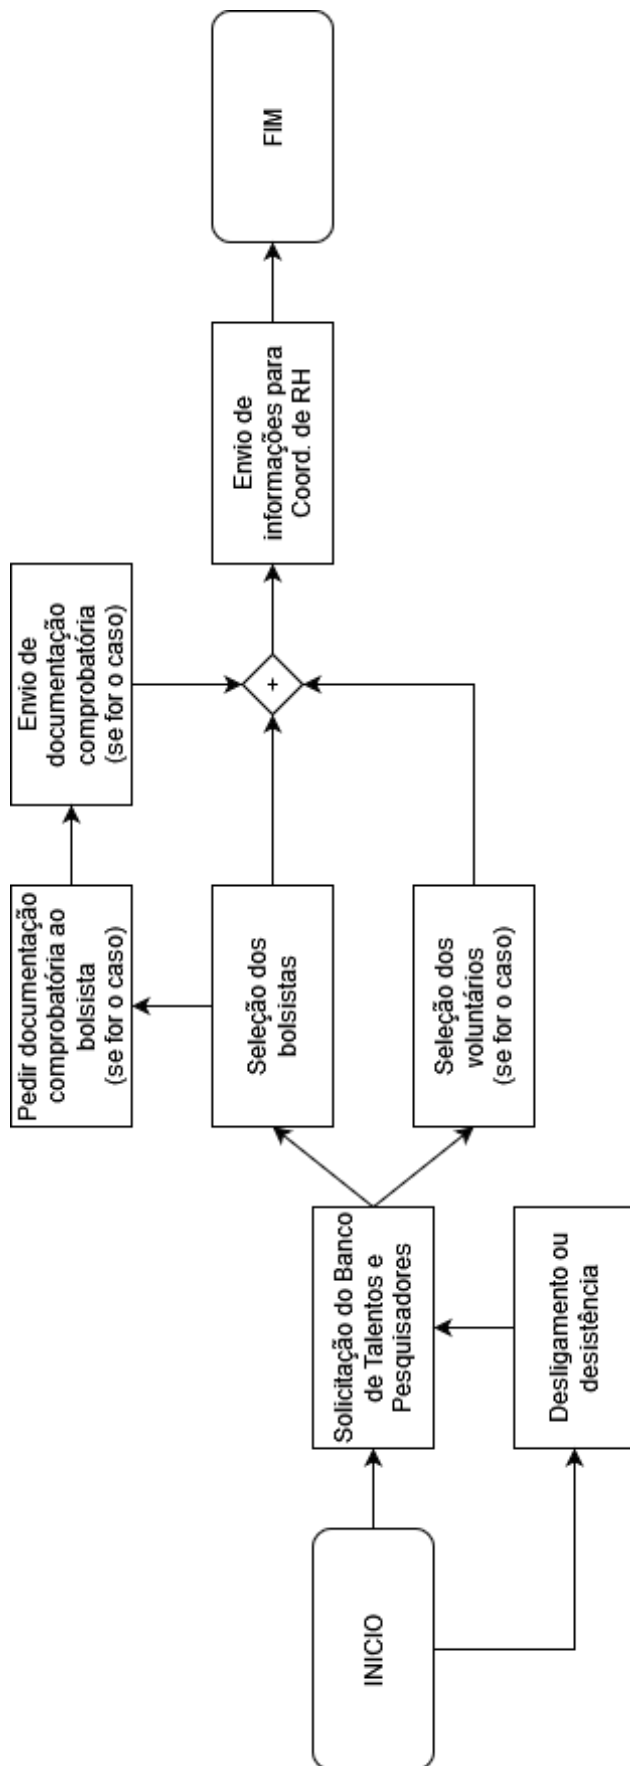 INICIO
Solicitação do Banco
de Talentos e
Pesquisadores
Desligamento ou
desistência
Pedir documentação
comprobatória ao
bolsista
(se for o caso)
Seleção dos
bolsistas
Seleção dos
voluntários
(se for o caso)
Envio de
documentação
comprobatória
(se for o caso)
+
Envio de
informações para
Coord. de RH
FIM